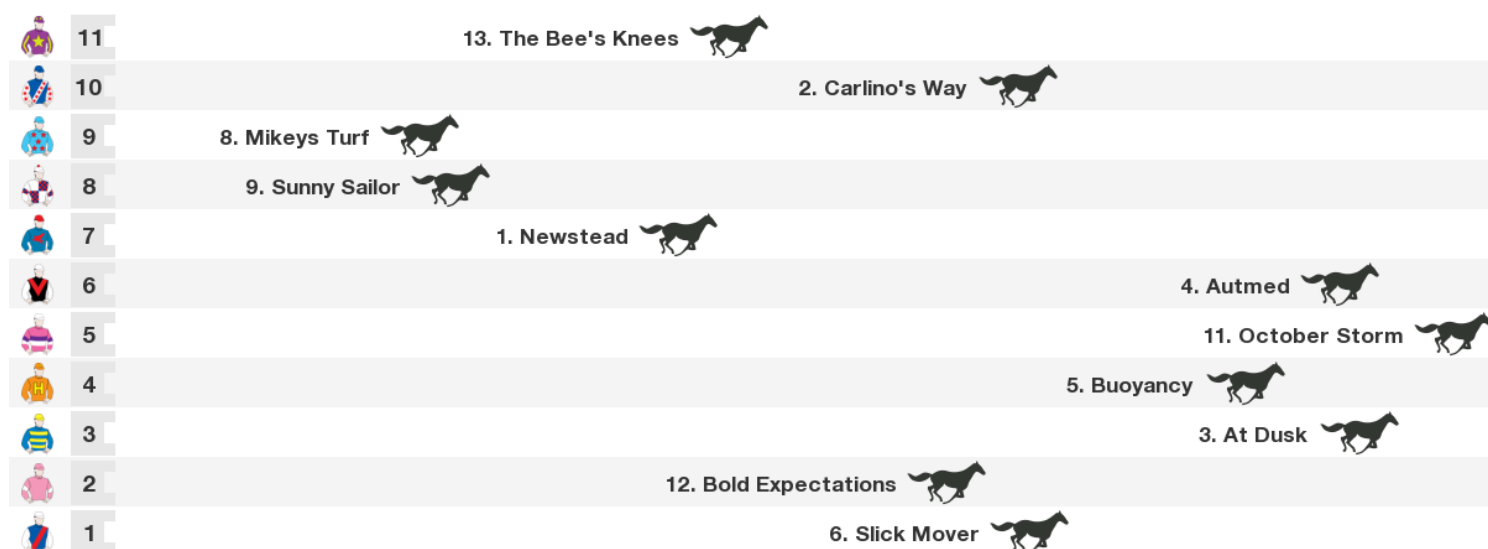 11 13. The Bee's Knees
10 2. Carlino's Way
9 8. Mikeys Turf
8 9. Sunny Sailor
7 1. Newstead
6 4. Autmed
5 11. October Storm
4 5. Buoyancy
H
3 3. At Dusk
2 12. Bold Expectations
1 6. Slick Mover